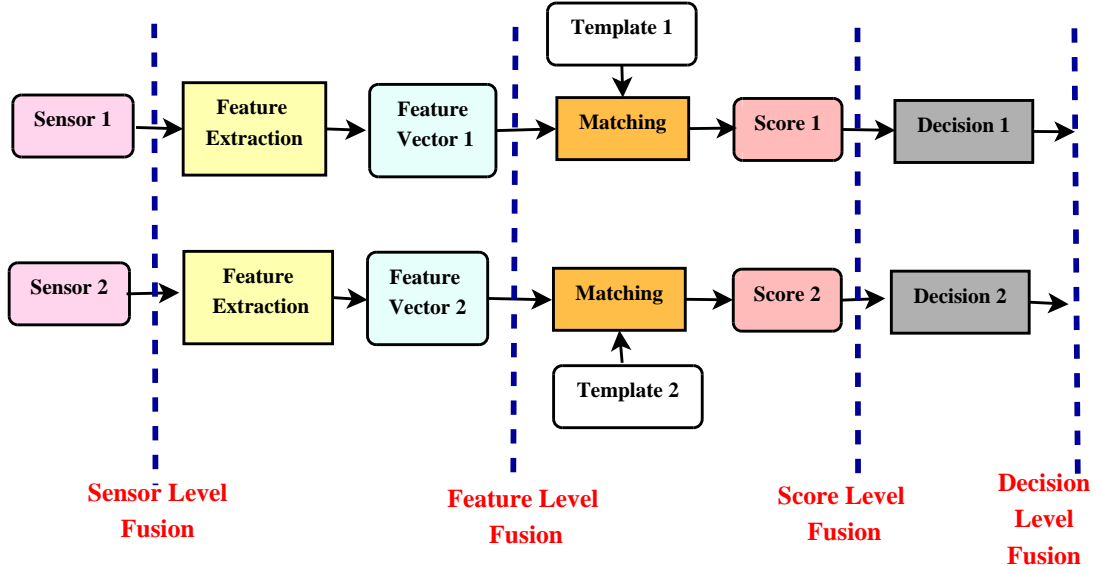 Template 1
Sensor 1
Feature
Extraction
Feature
Vector 1
Matching
Score 1
Decision 1
Sensor 2
Feature
Extraction
Feature
Vector 2
Matching
Score 2
Decision 2
Template 2
Sensor Level
Fusion
Feature Level
Fusion
Score Level
Fusion
Decision
Level
Fusion